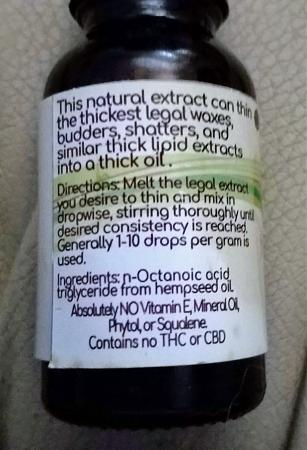 This natural extract can thin
the thickest legal waxes,
budders, shatters, and
similar thick lipid extracts
into a thick oil.
Directions: Melt the legal extract
you desire to thin and mix in
dropwise, stirring thoroughly until
desired consistency is reached.
Generally 1-10 drops per gram is
used.
Ingredients: n-Octanoic acid
triglyceride from hempseed oil.
Absolutely NO Vitamin E, Mineral Oil,
Phytol, or Squalene.
Contains no THC or CBD